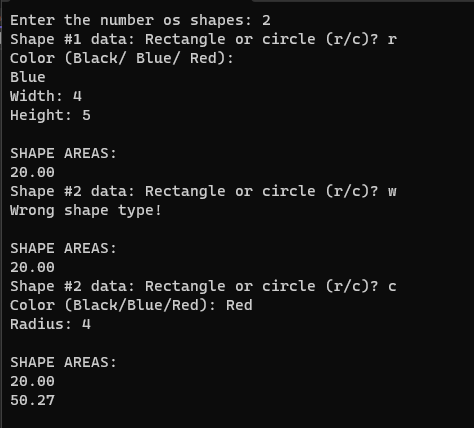 Enter the number os shapes: 2
Shape #1 data: Rectangle or circle (r/c)? r
Color (Black/ Blue/ Red):
Blue
Width: 4
Height: 5
SHAPE AREAS:
20.00
Shape #2 data: Rectangle or circle (r/c)? w
Wrong shape type!
SHAPE AREAS:
20.00
Shape #2 data: Rectangle or circle (r/c)? c
Color (Black/Blue/Red): Red
Radius: 4
SHAPE AREAS:
20.00
50.27